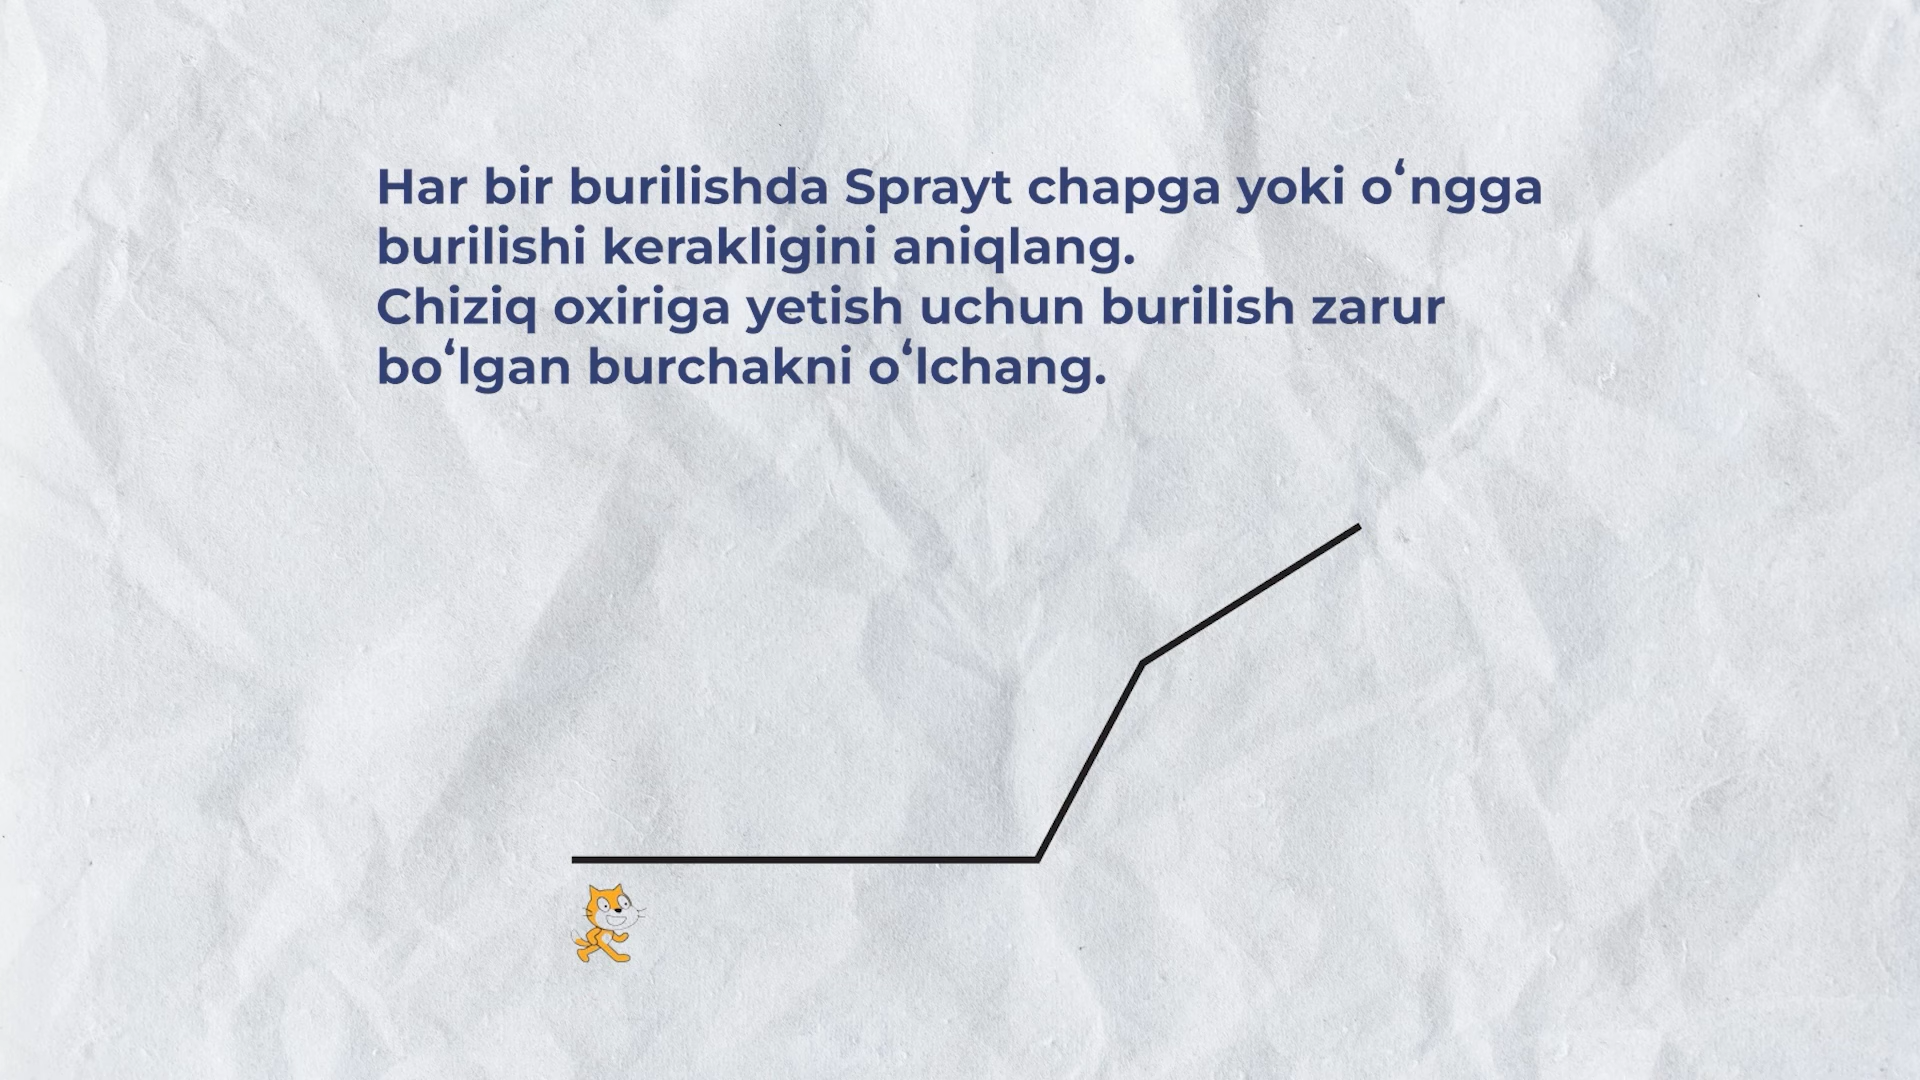 Har bir burilishda Sprayt chapga yoki oʻngga
burilishi kerakligini aniqlang.
Chiziq oxiriga yetish uchun burilish zarur
boʻlgan burchakni oʻlchang.